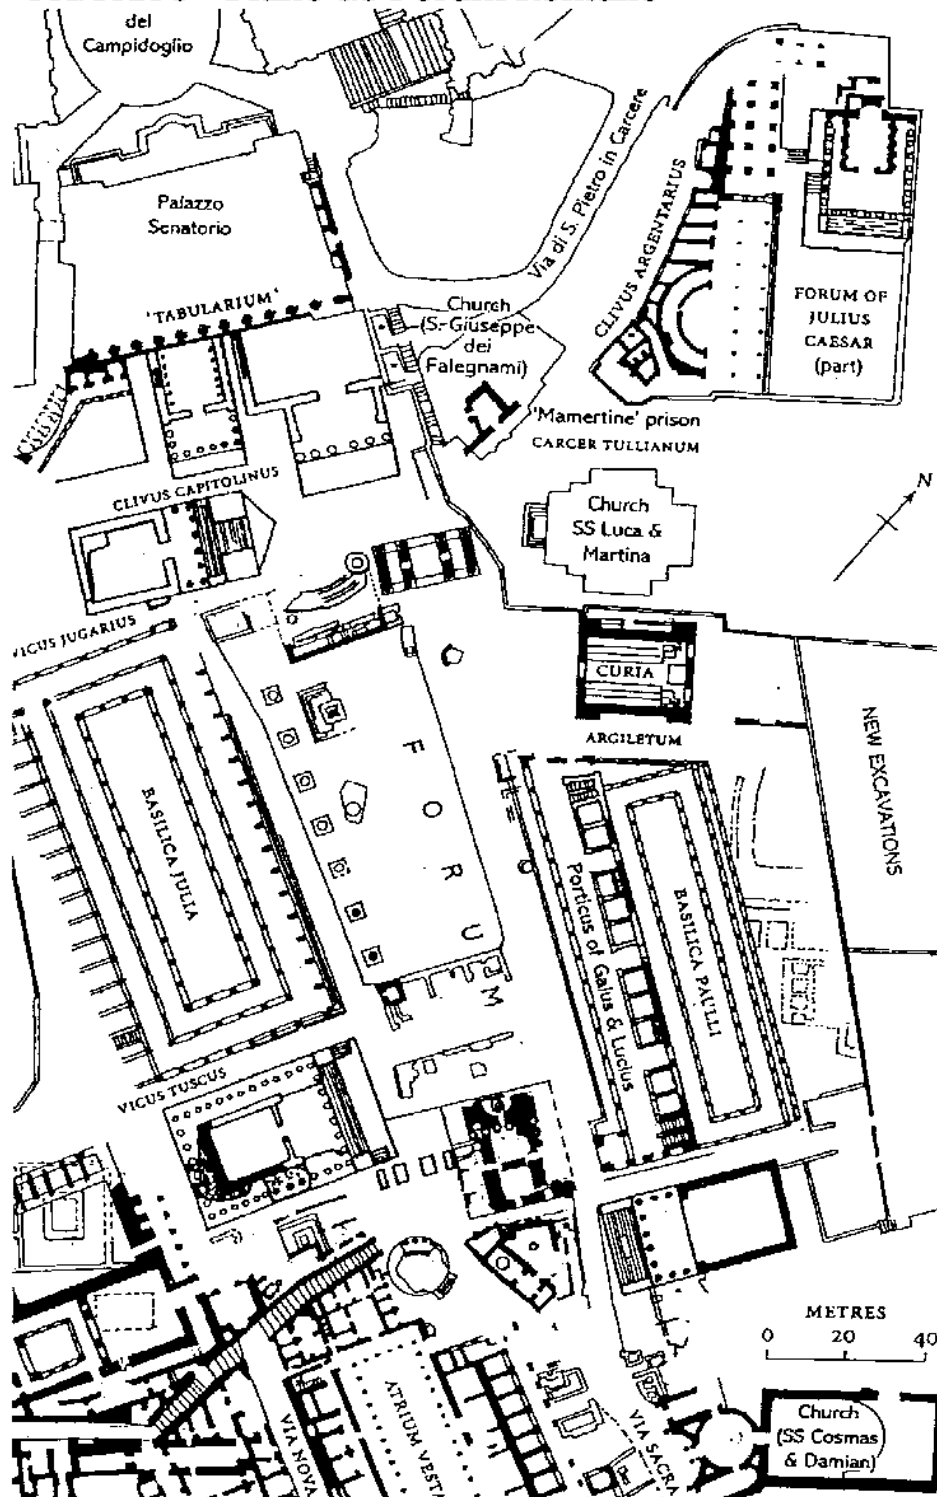 del
Campidoglio
Palazzo
Senatorio
'TABULARIUM'
Church
(S. Giuseppe
dei
Falegnami)
Via di S. Pietro in Carcere
CLIVUS ARGENTARIUS
FORUM OF
JULIUS
CAESAR
(part)
'Mamertine' prison
CARCER TULLIANUM
CLIVUS CAPITOLINUS
Church
SS Luca &
Martina
N
VICUS JUGARIUS
CURIA
ARGILETUM
NEW EXCAVATIONS
FORUM
BASILICA JULIA
Porticus of Gaius & Lucius
BASILICA PAULLI
VICUS TUSCUS
METRES
0 20 40
ATRIUM VESTA
VIA NOVA
VIA SACRA
Church
(SS Cosmas
& Damian)